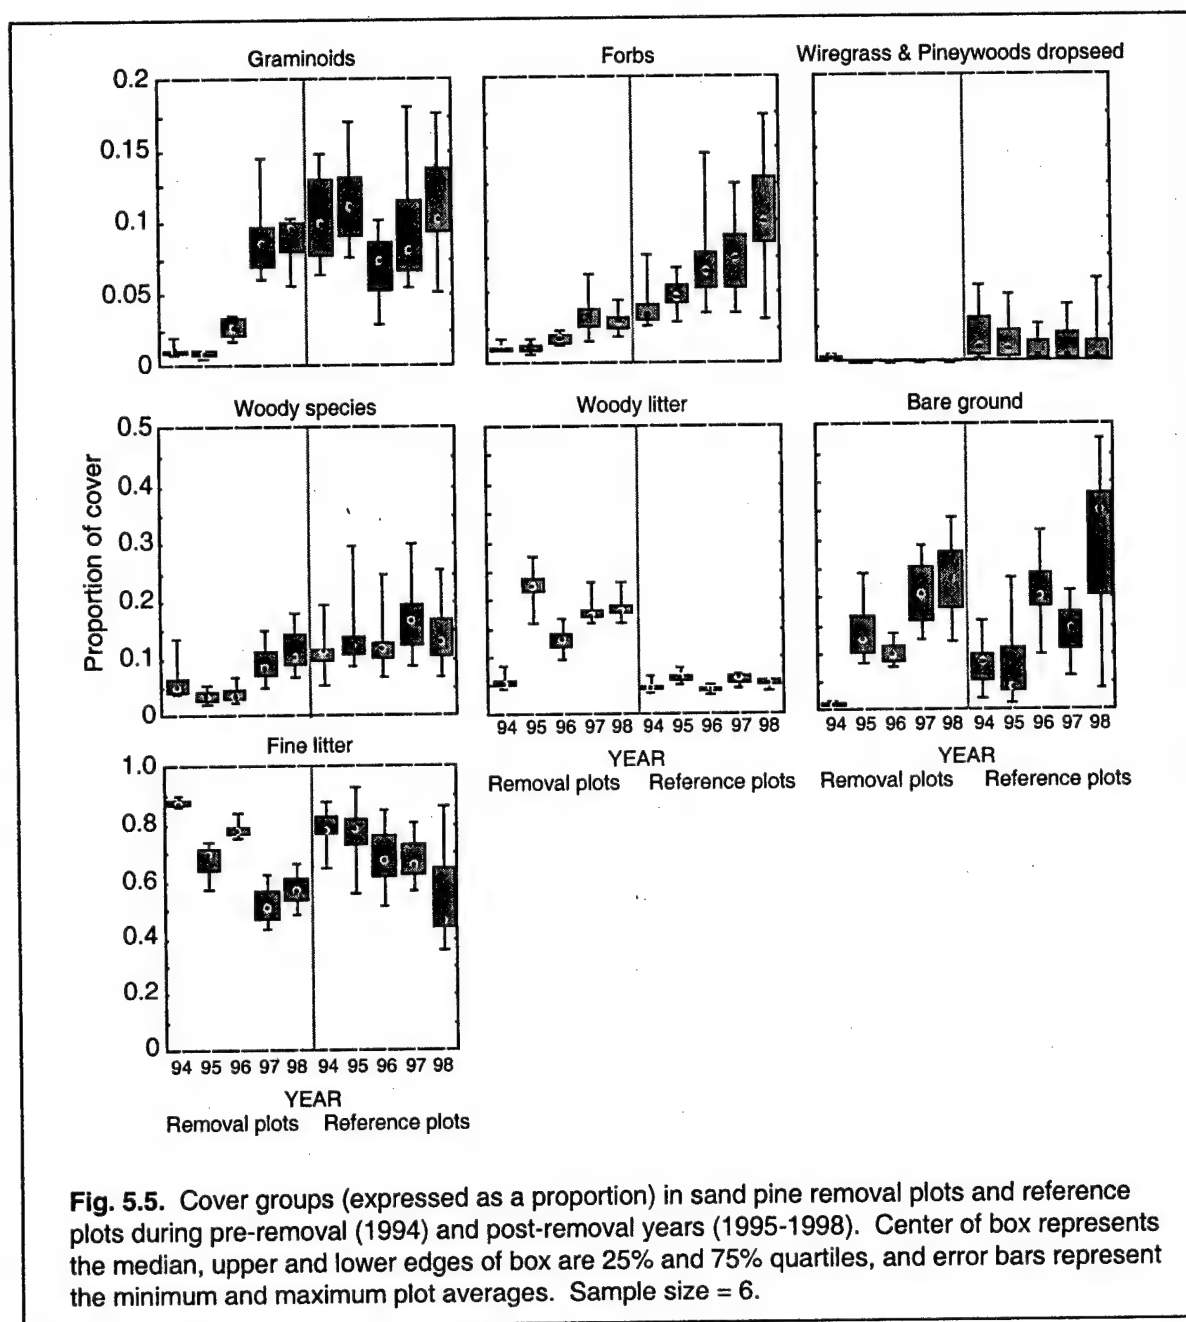 Graminoids Forbs Wiregrass & Pineywoods dropseed
0.2
0.15
0.1
0.05
0
Woody species Woody litter Bare ground
0.5
0.4
0.3
0.2
0.1
0
Proportion of cover
94 95 96 97 98 94 95 96 97 98
YEAR
Removal plots Reference plots
94 95 96 97 98 94 95 96 97 98
YEAR
Removal plots Reference plots
Fine litter
1.0
0.8
0.6
0.4
0.2
0
94 95 96 97 98 94 95 96 97 98
YEAR
Removal plots Reference plots
Fig. 5.5. Cover groups (expressed as a proportion) in sand pine removal plots and reference
plots during pre-removal (1994) and post-removal years (1995-1998). Center of box represents
the median, upper and lower edges of box are 25% and 75% quartiles, and error bars represent
the minimum and maximum plot averages. Sample size = 6.